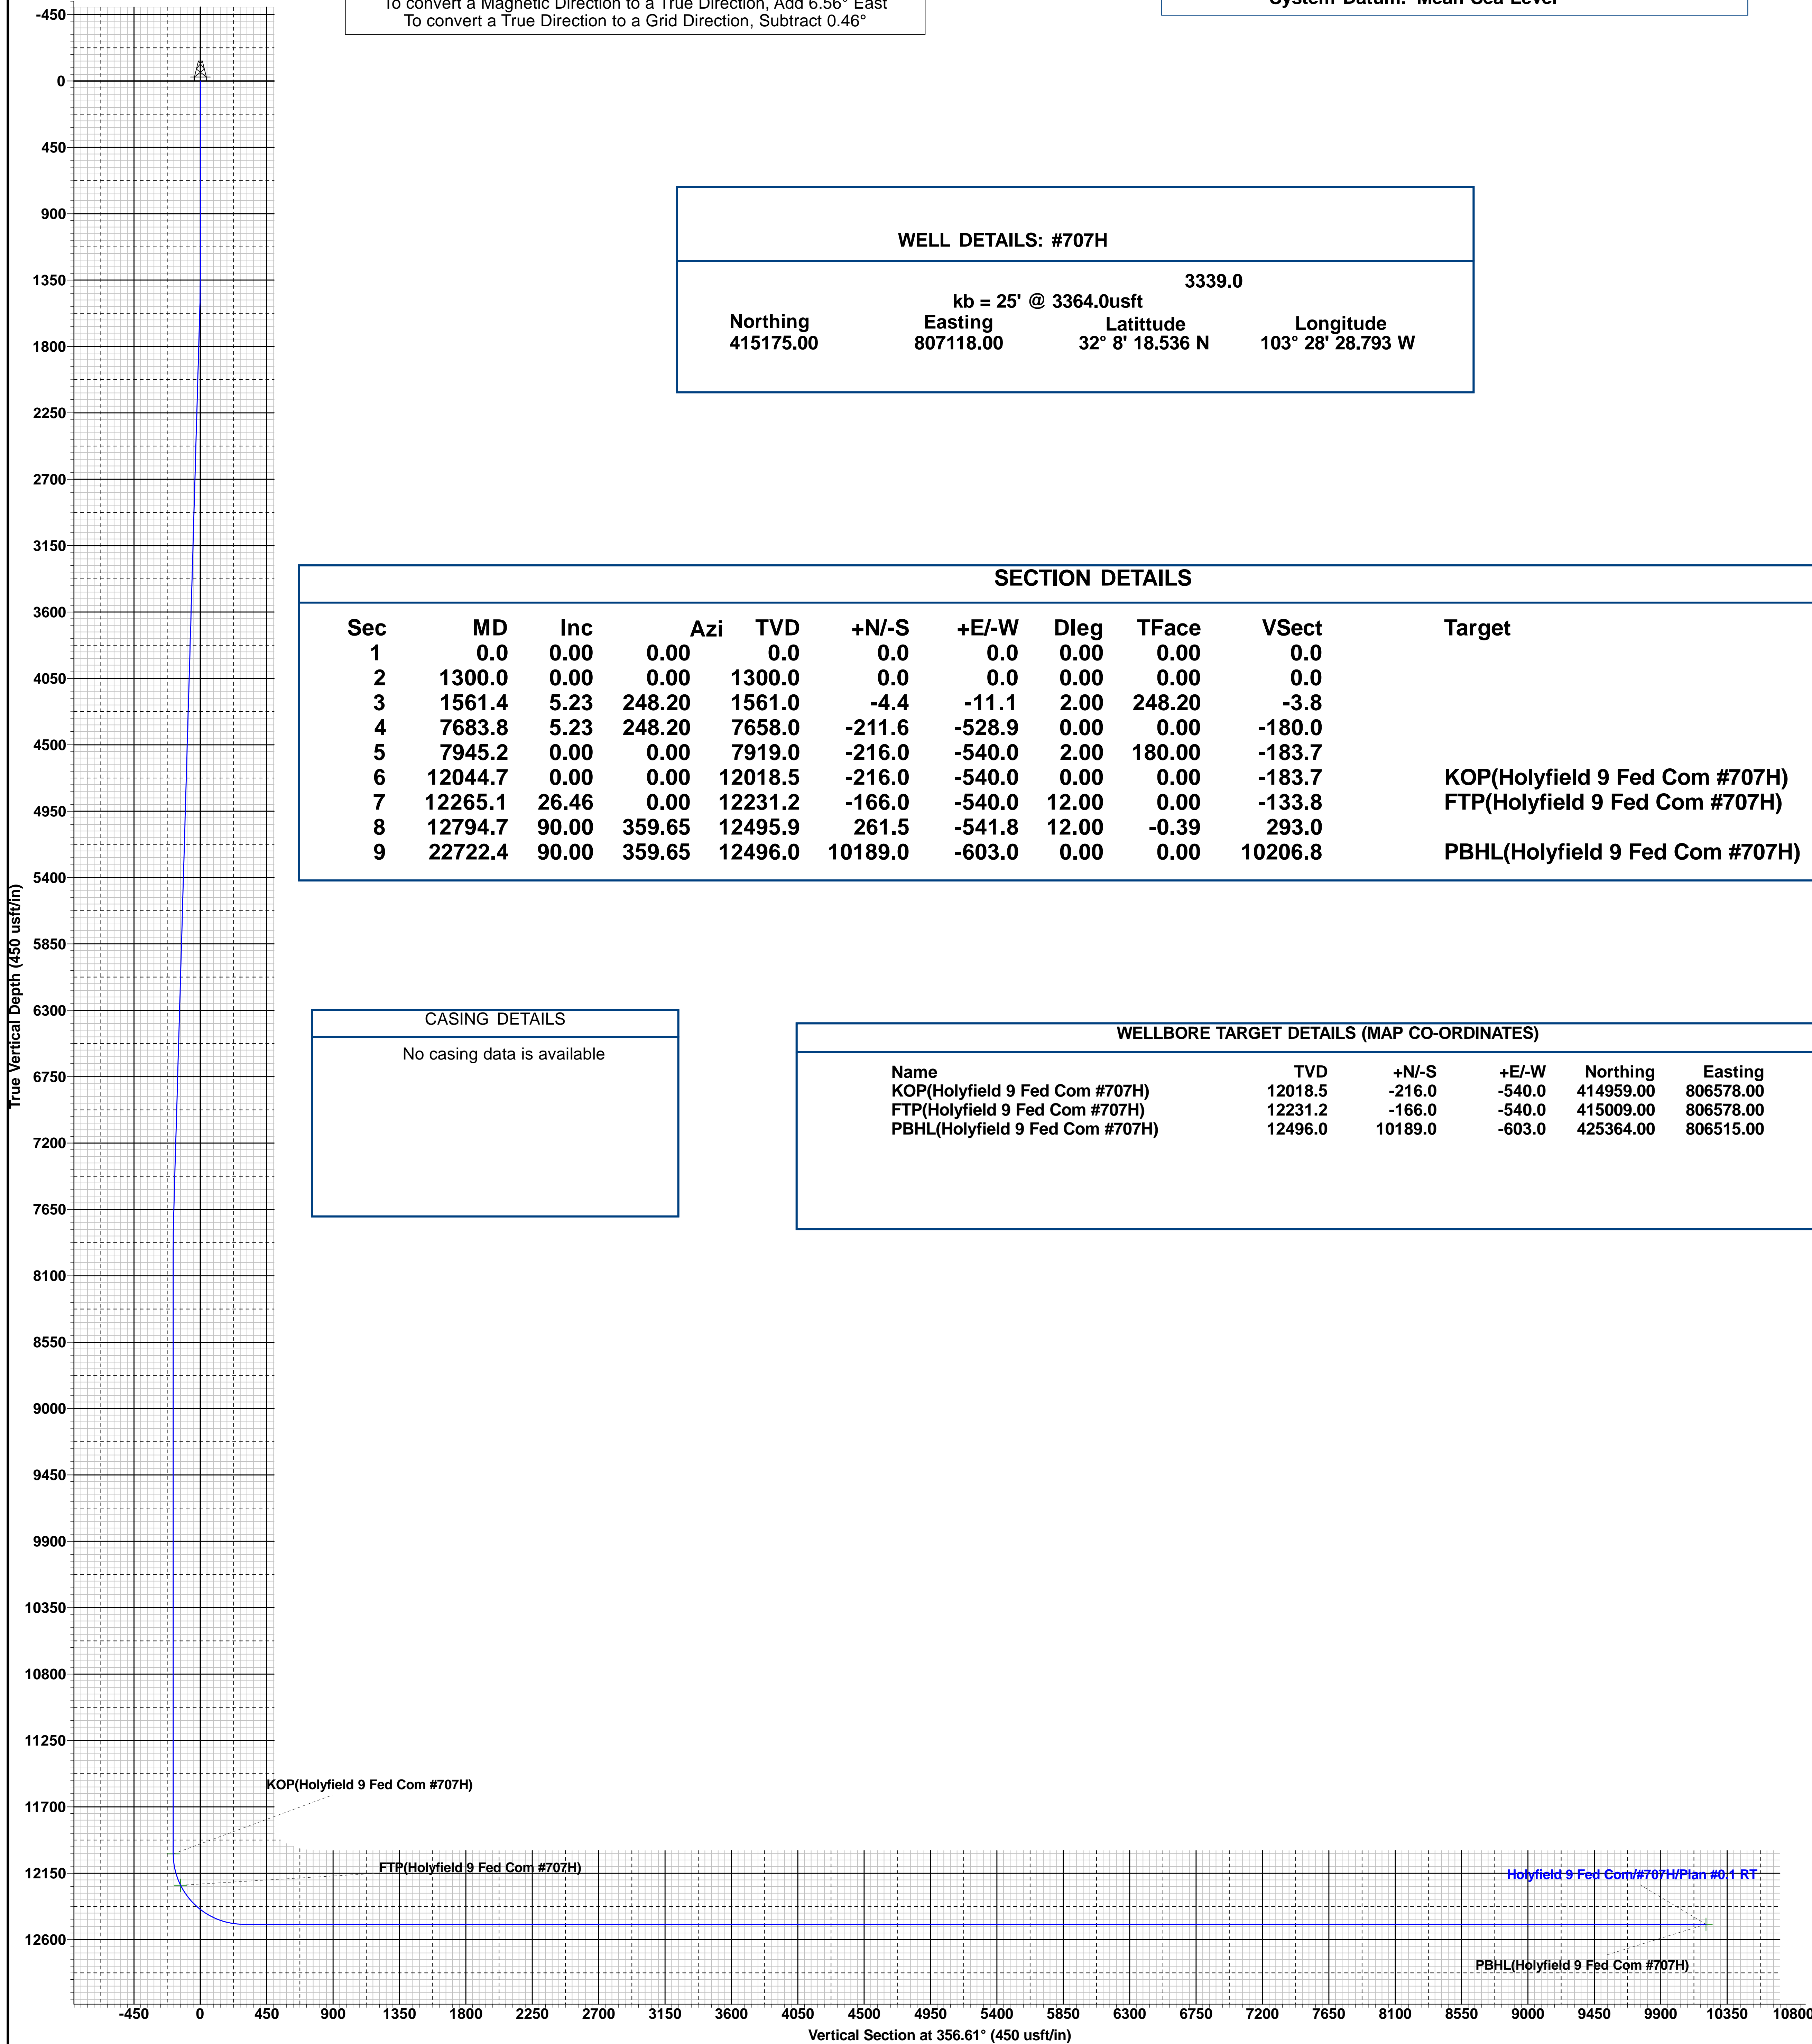 To convert a Magnetic Direction to a True Direction, Add 6.56° East
To convert a True Direction to a Grid Direction, Subtract 0.46°
System Datum: Mean Sea Level
WELL DETAILS: #707H
3339.0
kb = 25' @ 3364.0usft
Northing Easting Latittude Longitude
415175.00 807118.00 32° 8' 18.536 N 103° 28' 28.793 W
SECTION DETAILS
Sec MD Inc Azi TVD +N/-S +E/-W Dleg TFace VSect Target
1 0.0 0.00 0.00 0.0 0.0 0.0 0.00 0.00 0.0
2 1300.0 0.00 0.00 1300.0 0.0 0.0 0.00 0.00 0.0
3 1561.4 5.23 248.20 1561.0 -4.4 -11.1 2.00 248.20 -3.8
4 7683.8 5.23 248.20 7658.0 -211.6 -528.9 0.00 0.00 -180.0
5 7945.2 0.00 0.00 7919.0 -216.0 -540.0 2.00 180.00 -183.7
6 12044.7 0.00 0.00 12018.5 -216.0 -540.0 0.00 0.00 -183.7 KOP(Holyfield 9 Fed Com #707H)
7 12265.1 26.46 0.00 12231.2 -166.0 -540.0 12.00 0.00 -133.8 FTP(Holyfield 9 Fed Com #707H)
8 12794.7 90.00 359.65 12495.9 261.5 -541.8 12.00 -0.39 293.0
9 22722.4 90.00 359.65 12496.0 10189.0 -603.0 0.00 0.00 10206.8 PBHL(Holyfield 9 Fed Com #707H)
CASING DETAILS
No casing data is available
WELLBORE TARGET DETAILS (MAP CO-ORDINATES)
Name TVD +N/-S +E/-W Northing Easting
KOP(Holyfield 9 Fed Com #707H) 12018.5 -216.0 -540.0 414959.00 806578.00
FTP(Holyfield 9 Fed Com #707H) 12231.2 -166.0 -540.0 415009.00 806578.00
PBHL(Holyfield 9 Fed Com #707H) 12496.0 10189.0 -603.0 425364.00 806515.00
True Vertical Depth (450 usft/in)
-450
0
450
900
1350
1800
2250
2700
3150
3600
4050
4500
4950
5400
5850
6300
6750
7200
7650
8100
8550
9000
9450
9900
10350
10800
11250
11700
12150
12600
KOP(Holyfield 9 Fed Com #707H)
FTP(Holyfield 9 Fed Com #707H)
Holyfield 9 Fed Com/#707H/Plan #0.1 RT
PBHL(Holyfield 9 Fed Com #707H)
-450 0 450 900 1350 1800 2250 2700 3150 3600 4050 4500 4950 5400 5850 6300 6750 7200 7650 8100 8550 9000 9450 9900 10350 10800
Vertical Section at 356.61° (450 usft/in)